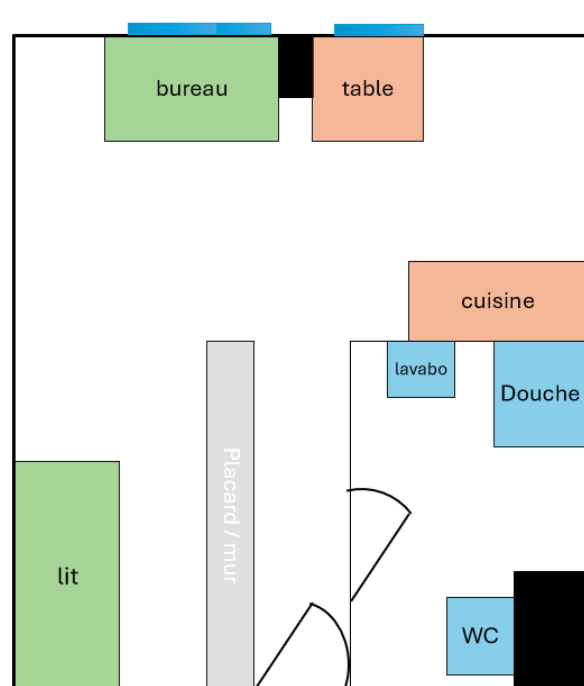 bureau
table
cuisine
lavabo
Douche
Placard / mur
lit
WC